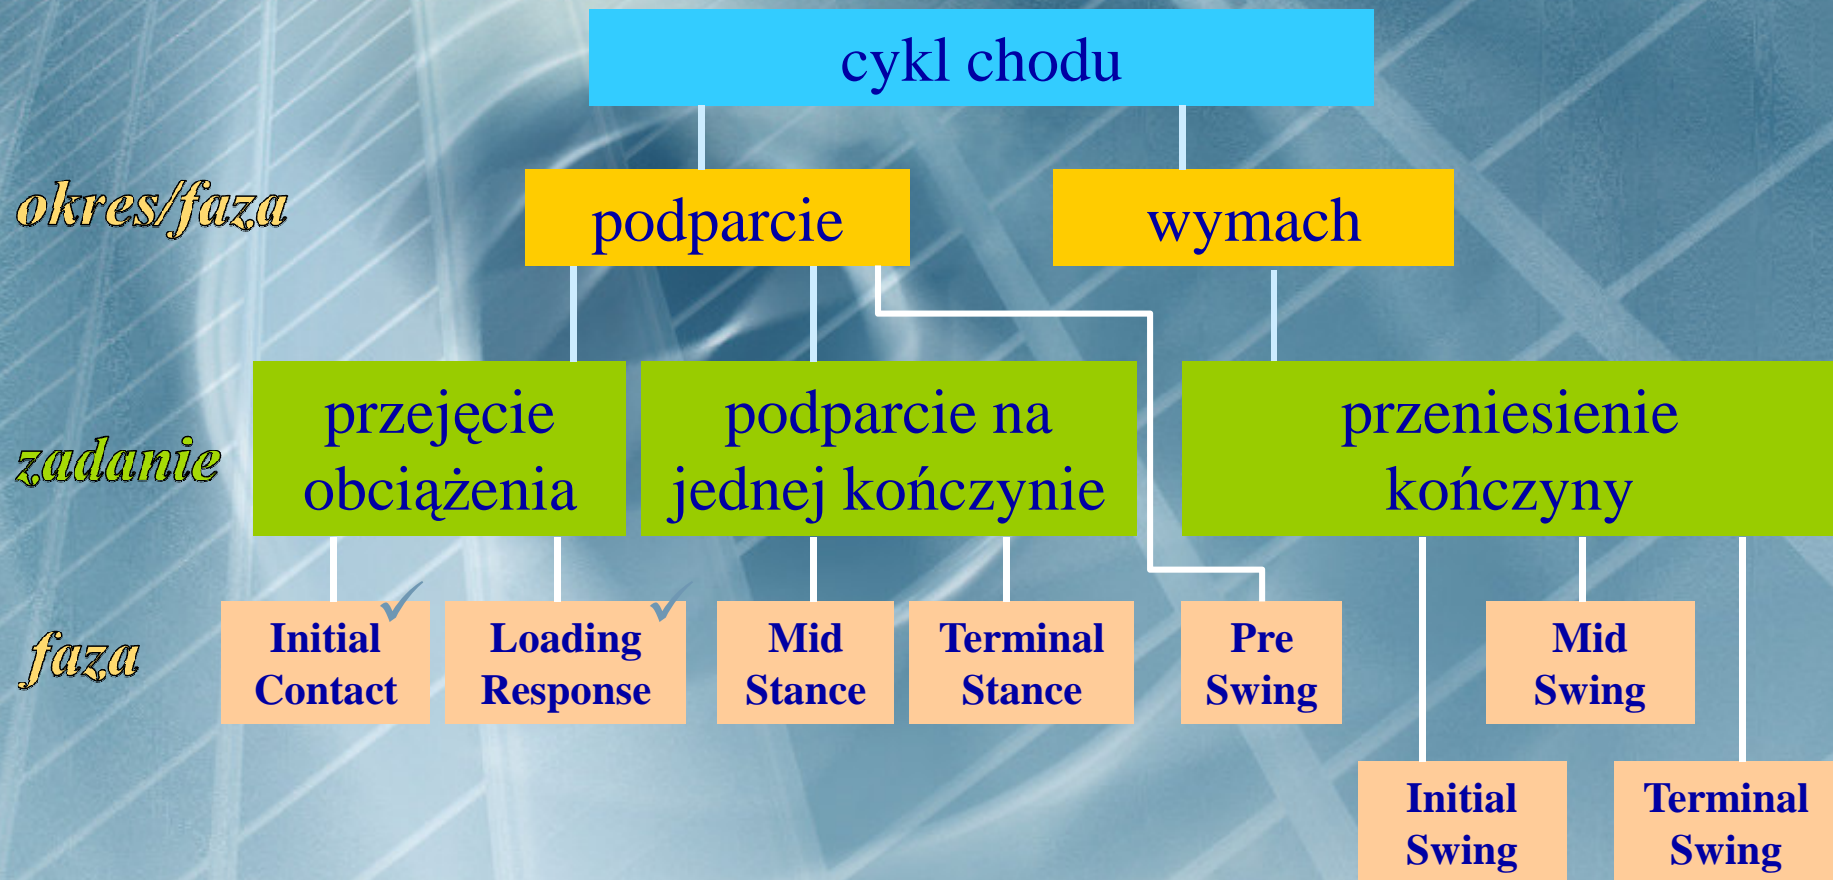 cykl chodu
okres/faza
podparcie
wymach
zadanie
przejęcie
obciążenia
podparcie na
jednej kończynie
przeniesienie
kończyny
faza
Initial
Contact
Loading
Response
Mid
Stance
Terminal
Stance
Pre
Swing
Mid
Swing
Initial
Swing
Terminal
Swing